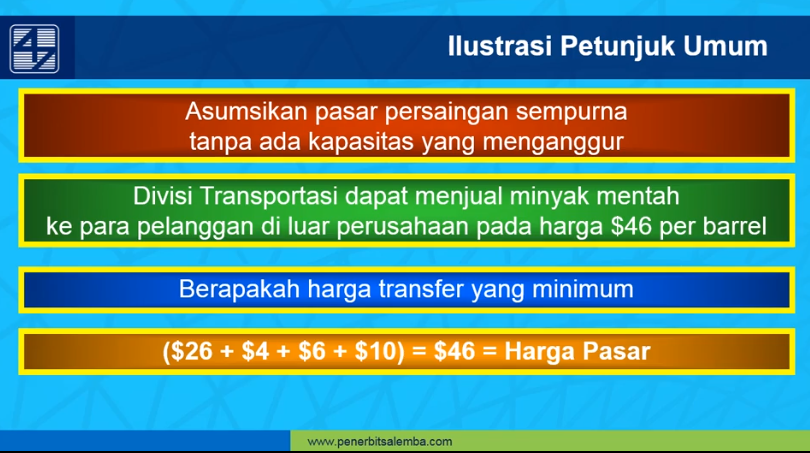 Ilustrasi Petunjuk Umum
Asumsikan pasar persaingan sempurna
tanpa ada kapasitas yang menganggur
Divisi Transportasi dapat menjual minyak mentah
ke para pelanggan di luar perusahaan pada harga $46 per barrel
Berapakah harga transfer yang minimum
($26 + $4 + $6 + $10) = $46 = Harga Pasar
www.penerbitsalemba.com